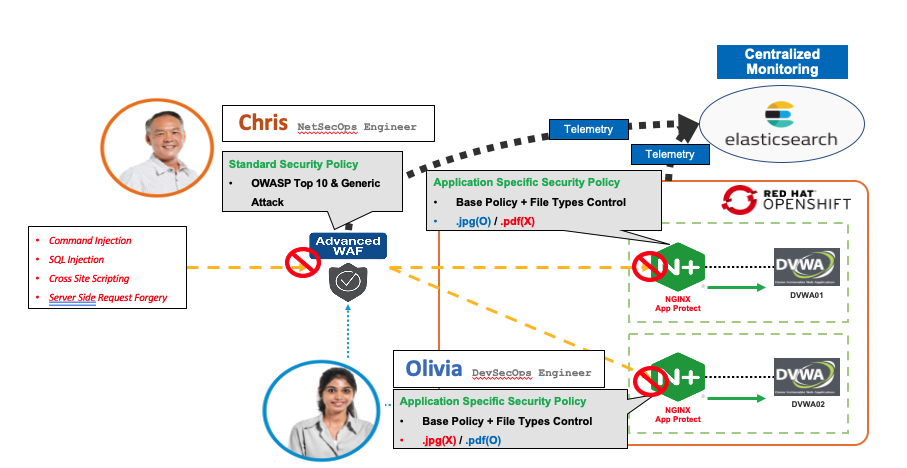 Centralized
Monitoring
elasticsearch
Chris NetSecOps Engineer
Telemetry
Telemetry
Standard Security Policy
• OWASP Top 10 & Generic
Attack
Application Specific Security Policy
• Base Policy + File Types Control
• .jpg(O) / .pdf(X)
RED HAT
OPENSHIFT
• Command Injection
• SQL Injection
• Cross Site Scripting
• Server Side Request Forgery
Advanced
WAF
N+
NGINX
App Protect
DVWA
DVWA01
Olivia DevSecOps Engineer
Application Specific Security Policy
• Base Policy + File Types Control
• .jpg(X) / .pdf(O)
N+
NGINX
App Protect
DVWA
DVWA02